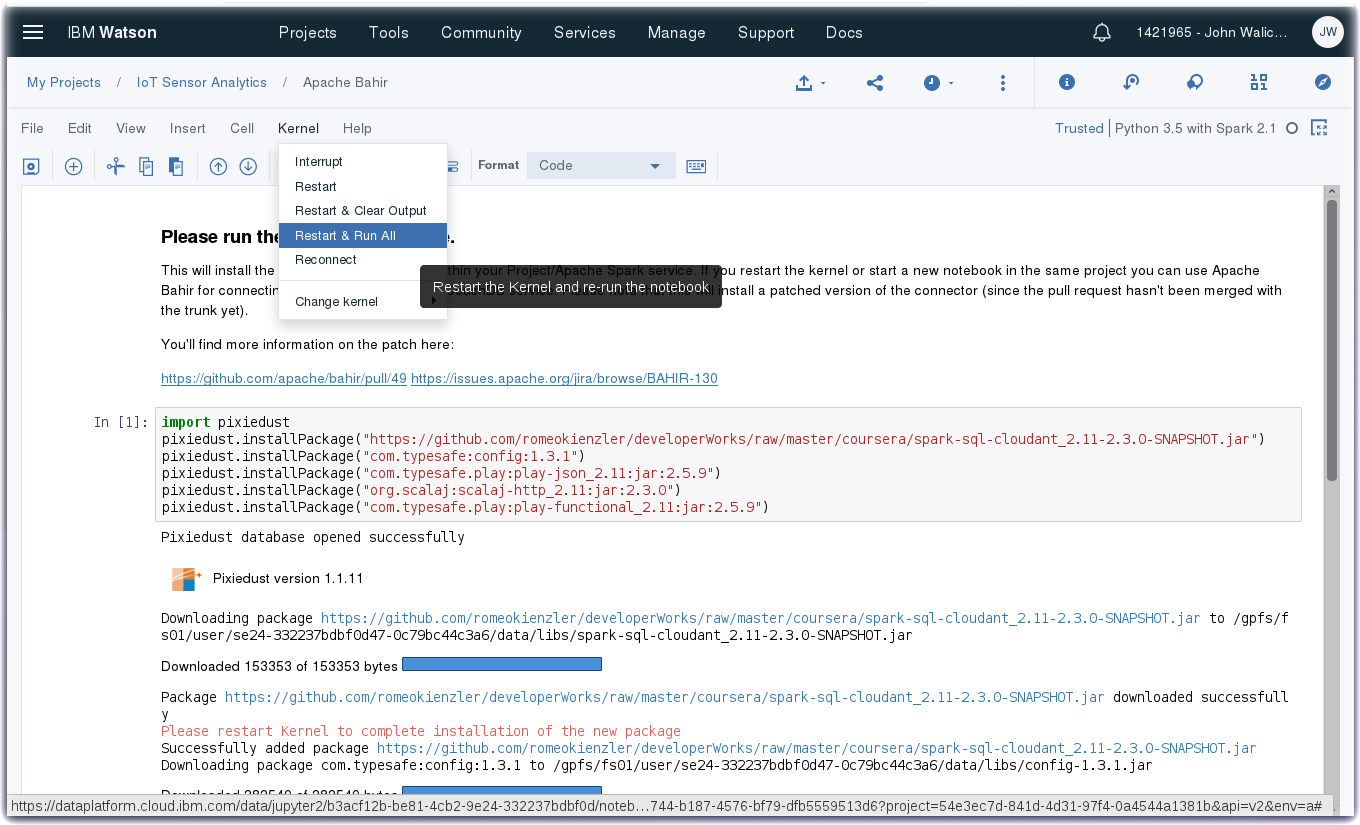 IBM Watson Projects Tools Community Services Manage Support Docs 1421965 - John Walic... JW
My Projects / IoT Sensor Analytics / Apache Bahir
File Edit View Insert Cell Kernel Help Trusted Python 3.5 with Spark 2.1
Format Code
Interrupt
Restart
Restart & Clear Output
Restart & Run All
Reconnect
Change kernel
Restart the Kernel and re-run the notebook
Please run the
This will install the thin your Project/Apache Spark service. If you restart the kernel or start a new notebook in the same project you can use Apache
Bahir for connectin install a patched version of the connector (since the pull request hasn't been merged with
the trunk yet).
You'll find more information on the patch here:
https://github.com/apache/bahir/pull/49 https://issues.apache.org/jira/browse/BAHIR-130
In [1]: import pixiedust
pixiedust.installPackage("https://github.com/romeokienzler/developerWorks/raw/master/coursera/spark-sql-cloudant_2.11-2.3.0-SNAPSHOT.jar")
pixiedust.installPackage("com.typesafe:config:1.3.1")
pixiedust.installPackage("com.typesafe.play:play-json_2.11:jar:2.5.9")
pixiedust.installPackage("org.scalaj:scalaj-http_2.11:jar:2.3.0")
pixiedust.installPackage("com.typesafe.play:play-functional_2.11:jar:2.5.9")
Pixiedust database opened successfully
Pixiedust version 1.1.11
Downloading package https://github.com/romeokienzler/developerWorks/raw/master/coursera/spark-sql-cloudant_2.11-2.3.0-SNAPSHOT.jar to /gpfs/f
s01/user/se24-332237bdbf0d47-0c79bc44c3a6/data/libs/spark-sql-cloudant_2.11-2.3.0-SNAPSHOT.jar
Downloaded 153353 of 153353 bytes
Package https://github.com/romeokienzler/developerWorks/raw/master/coursera/spark-sql-cloudant_2.11-2.3.0-SNAPSHOT.jar downloaded successfull
y
Please restart Kernel to complete installation of the new package
Successfully added package https://github.com/romeokienzler/developerWorks/raw/master/coursera/spark-sql-cloudant_2.11-2.3.0-SNAPSHOT.jar
Downloading package com.typesafe:config:1.3.1 to /gpfs/fs01/user/se24-332237bdbf0d47-0c79bc44c3a6/data/libs/config-1.3.1.jar
https://dataplatform.cloud.ibm.com/data/jupyter2/b3acf12b-be81-4cb2-9e24-332237bdbf0d/noteb...744-b187-4576-bf79-dfb5559513d6?project=54e3ec7d-841d-4d31-97f4-0a4544a1381b&api=v2&env=a#